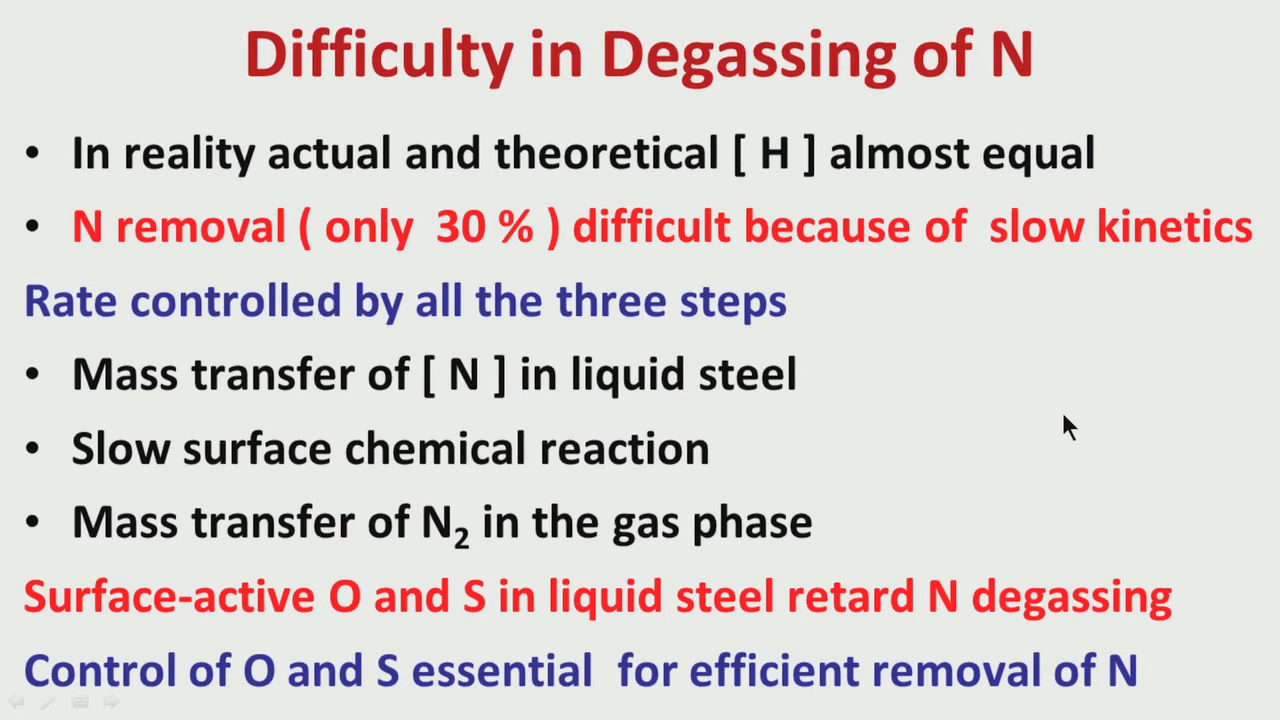 Difficulty in Degassing of N
• In reality actual and theoretical [ H ] almost equal
• N removal ( only 30 % ) difficult because of slow kinetics
Rate controlled by all the three steps
• Mass transfer of [ N ] in liquid steel
• Slow surface chemical reaction
• Mass transfer of N₂ in the gas phase
Surface-active O and S in liquid steel retard N degassing
Control of O and S essential for efficient removal of N